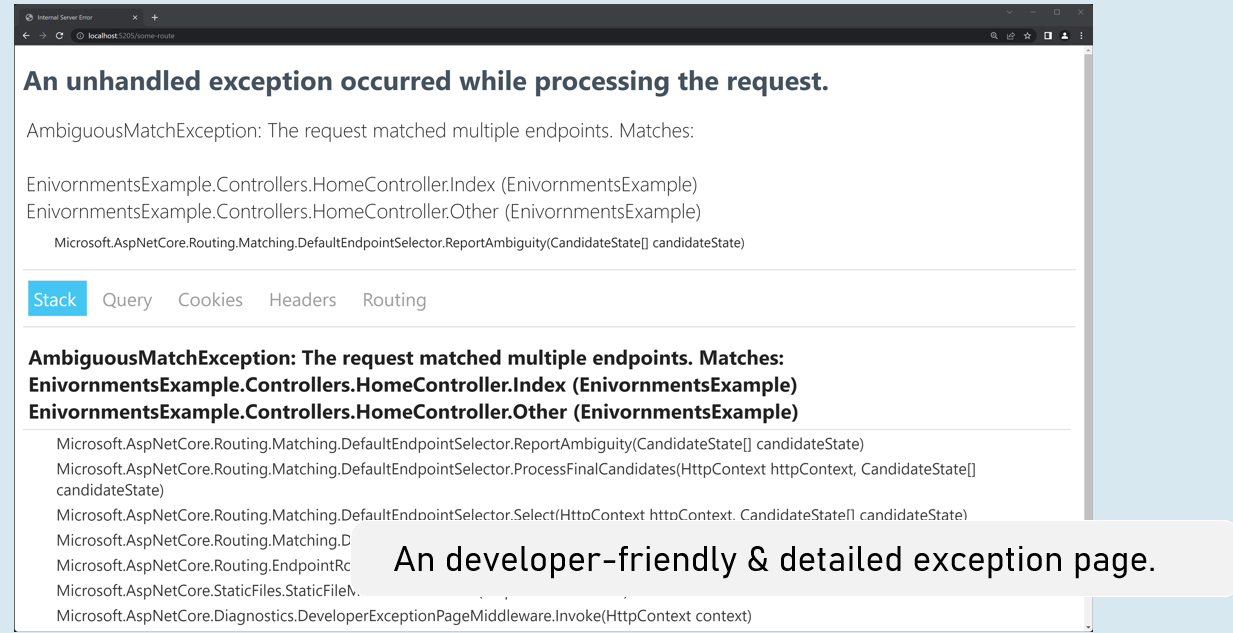 Internal Server Error
localhost:5205/some-route
An unhandled exception occurred while processing the request.
AmbiguousMatchException: The request matched multiple endpoints. Matches:
EnivornmentsExample.Controllers.HomeController.Index (EnivornmentsExample)
EnivornmentsExample.Controllers.HomeController.Other (EnivornmentsExample)
Microsoft.AspNetCore.Routing.Matching.DefaultEndpointSelector.ReportAmbiguity(CandidateState[] candidateState)
Stack Query Cookies Headers Routing
AmbiguousMatchException: The request matched multiple endpoints. Matches:
EnivornmentsExample.Controllers.HomeController.Index (EnivornmentsExample)
EnivornmentsExample.Controllers.HomeController.Other (EnivornmentsExample)
Microsoft.AspNetCore.Routing.Matching.DefaultEndpointSelector.ReportAmbiguity(CandidateState[] candidateState)
Microsoft.AspNetCore.Routing.Matching.DefaultEndpointSelector.ProcessFinalCandidates(HttpContext httpContext, CandidateState[]
candidateState)
Microsoft.AspNetCore.Routing.Matching.DefaultEndpointSelector.Select(HttpContext httpContext, CandidateState[] candidateState)
Microsoft.AspNetCore.Routing.Matching.D
Microsoft.AspNetCore.Routing.EndpointRo
Microsoft.AspNetCore.StaticFiles.StaticFileM
Microsoft.AspNetCore.Diagnostics.DeveloperExceptionPageMiddleware.Invoke(HttpContext context)
An developer-friendly & detailed exception page.